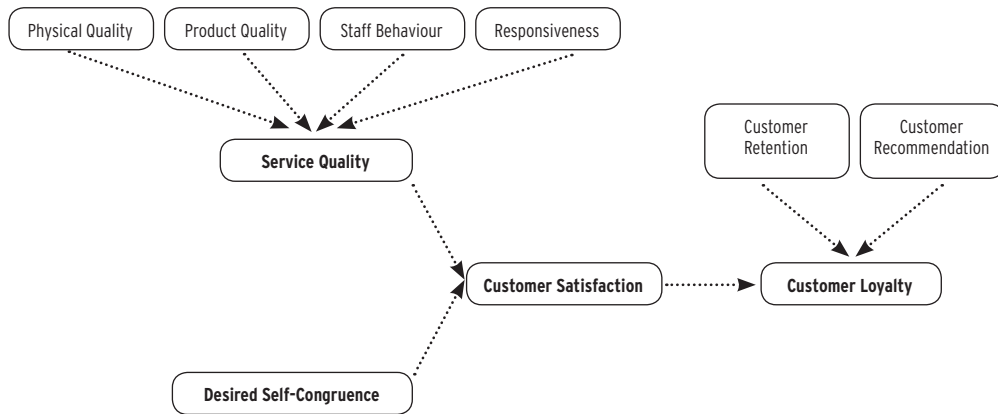 Physical Quality
Product Quality
Staff Behaviour
Responsiveness
Service Quality
Customer
Retention
Customer
Recommendation
Customer Satisfaction
Customer Loyalty
Desired Self-Congruence